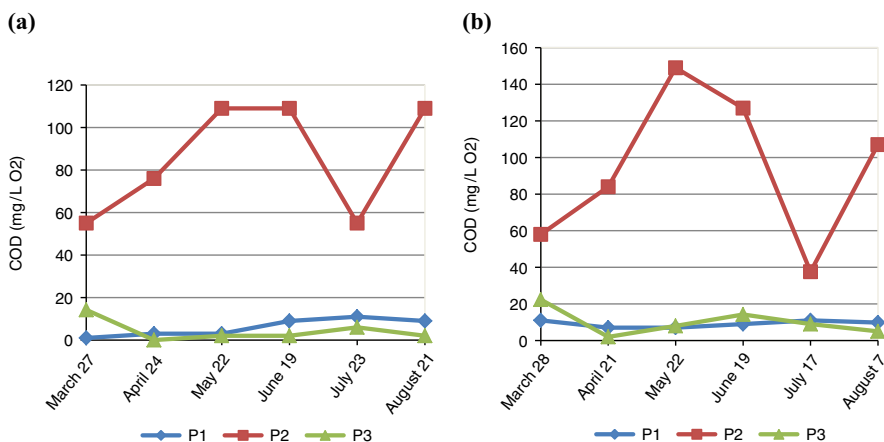 (a)
120
100
80
60
40
20
0
COD (mg/L O2)
March 27
April 24
May 22
June 19
July 23
August 21
P1 P2 P3
(b)
160
140
120
100
80
60
40
20
0
COD (mg/L O2)
March 28
April 21
May 22
June 19
July 17
August 7
P1 P2 P3